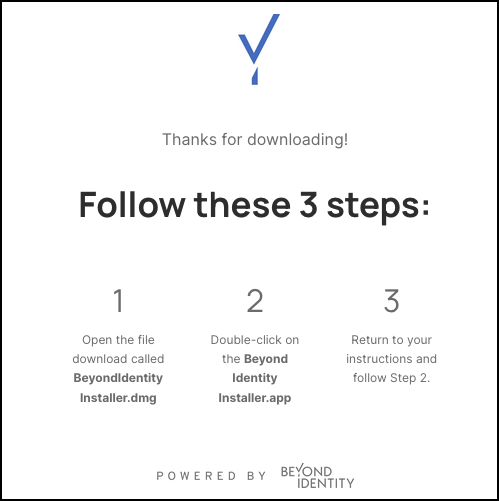 Thanks for downloading!
Follow these 3 steps:
1
Open the file
download called
BeyondIdentity
Installer.dmg
2
Double-click on
the Beyond
Identity
Installer.app
3
Return to your
instructions and
follow Step 2.
POWERED BY
BEYOND
IDENTITY